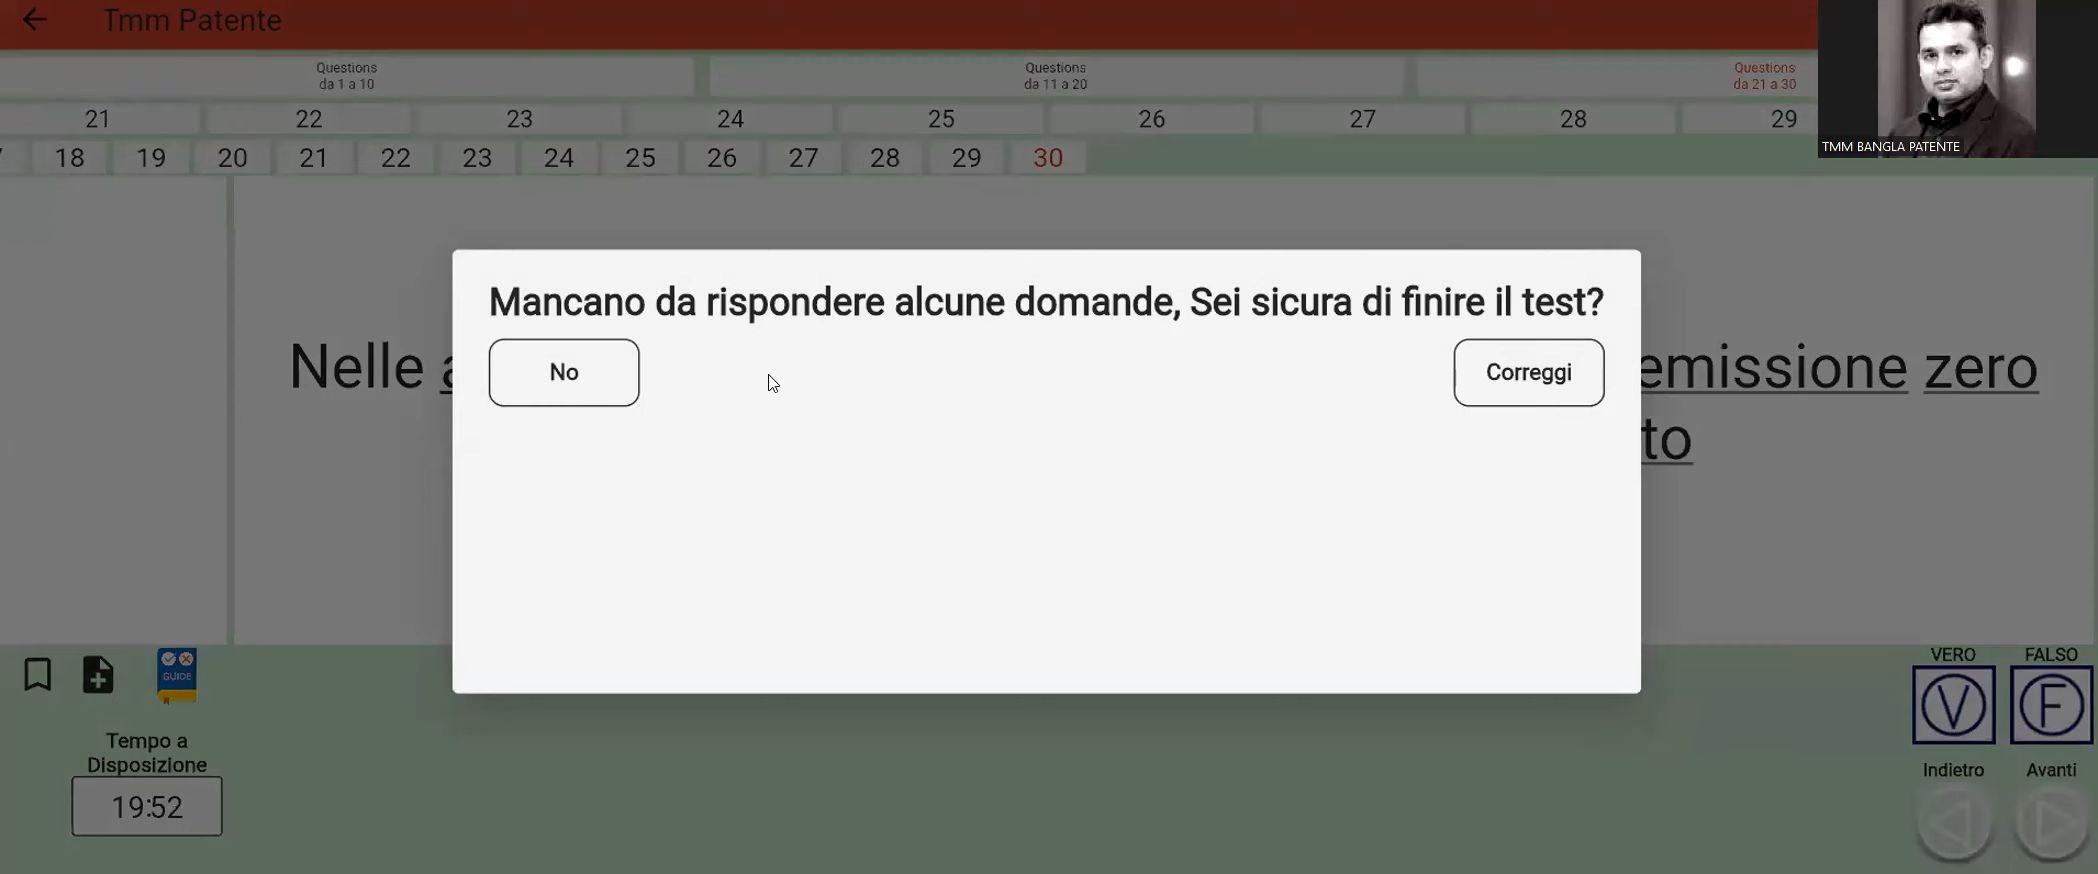 Tmm Patente
Questions
da 1 a 10
Questions
da 11 a 20
Questions
da 21 a 30
21 22 23 24 25 26 27 28 29
18 19 20 21 22 23 24 25 26 27 28 29 30
TMM BANGLA PATENTE
Mancano da rispondere alcune domande, Sei sicura di finire il test?
No
Correggi
Nelle
emissione zero
to
GUIDE
VERO
FALSO
V
F
Tempo a
Disposizione
19:52
Indietro
Avanti